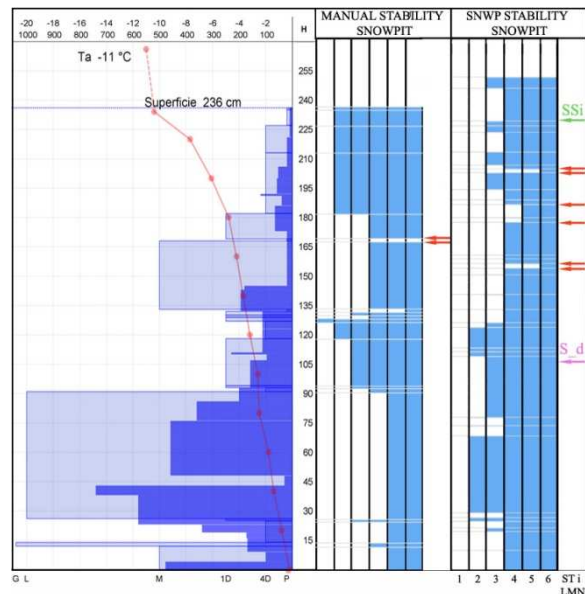 -20 -18 -16 -14 -12 -10 -8 -6 -4 -2
1000 900 800 700 600 500 400 300 200 100 H
MANUAL STABILITY
SNOWPIT
SNWP STABILITY
SNOWPIT
Ta -11 °C
Superficie 236 cm
255
240
225
210
195
180
165
150
135
120
105
90
75
60
45
30
15
SSi
S_d
G L M 1D 4D P
1 2 3 4 5 6 STi
LMN